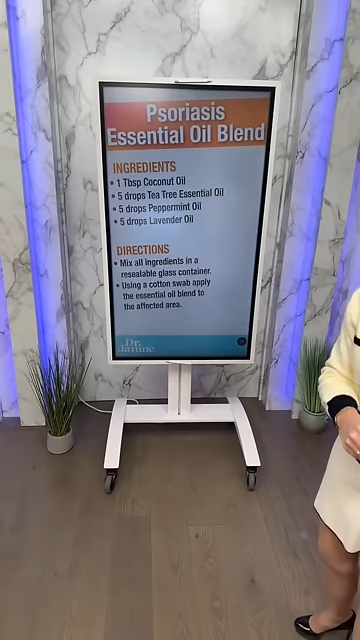 Psoriasis
Essential Oil Blend
INGREDIENTS
• 1 Tbsp Coconut Oil
• 5 drops Tea Tree Essential Oil
• 5 drops Peppermint Oil
• 5 drops Lavender Oil
DIRECTIONS
• Mix all ingredients in a
resealable glass container.
• Using a cotton swab apply
the essential oil blend to
the affected area.
Dr.
Janine